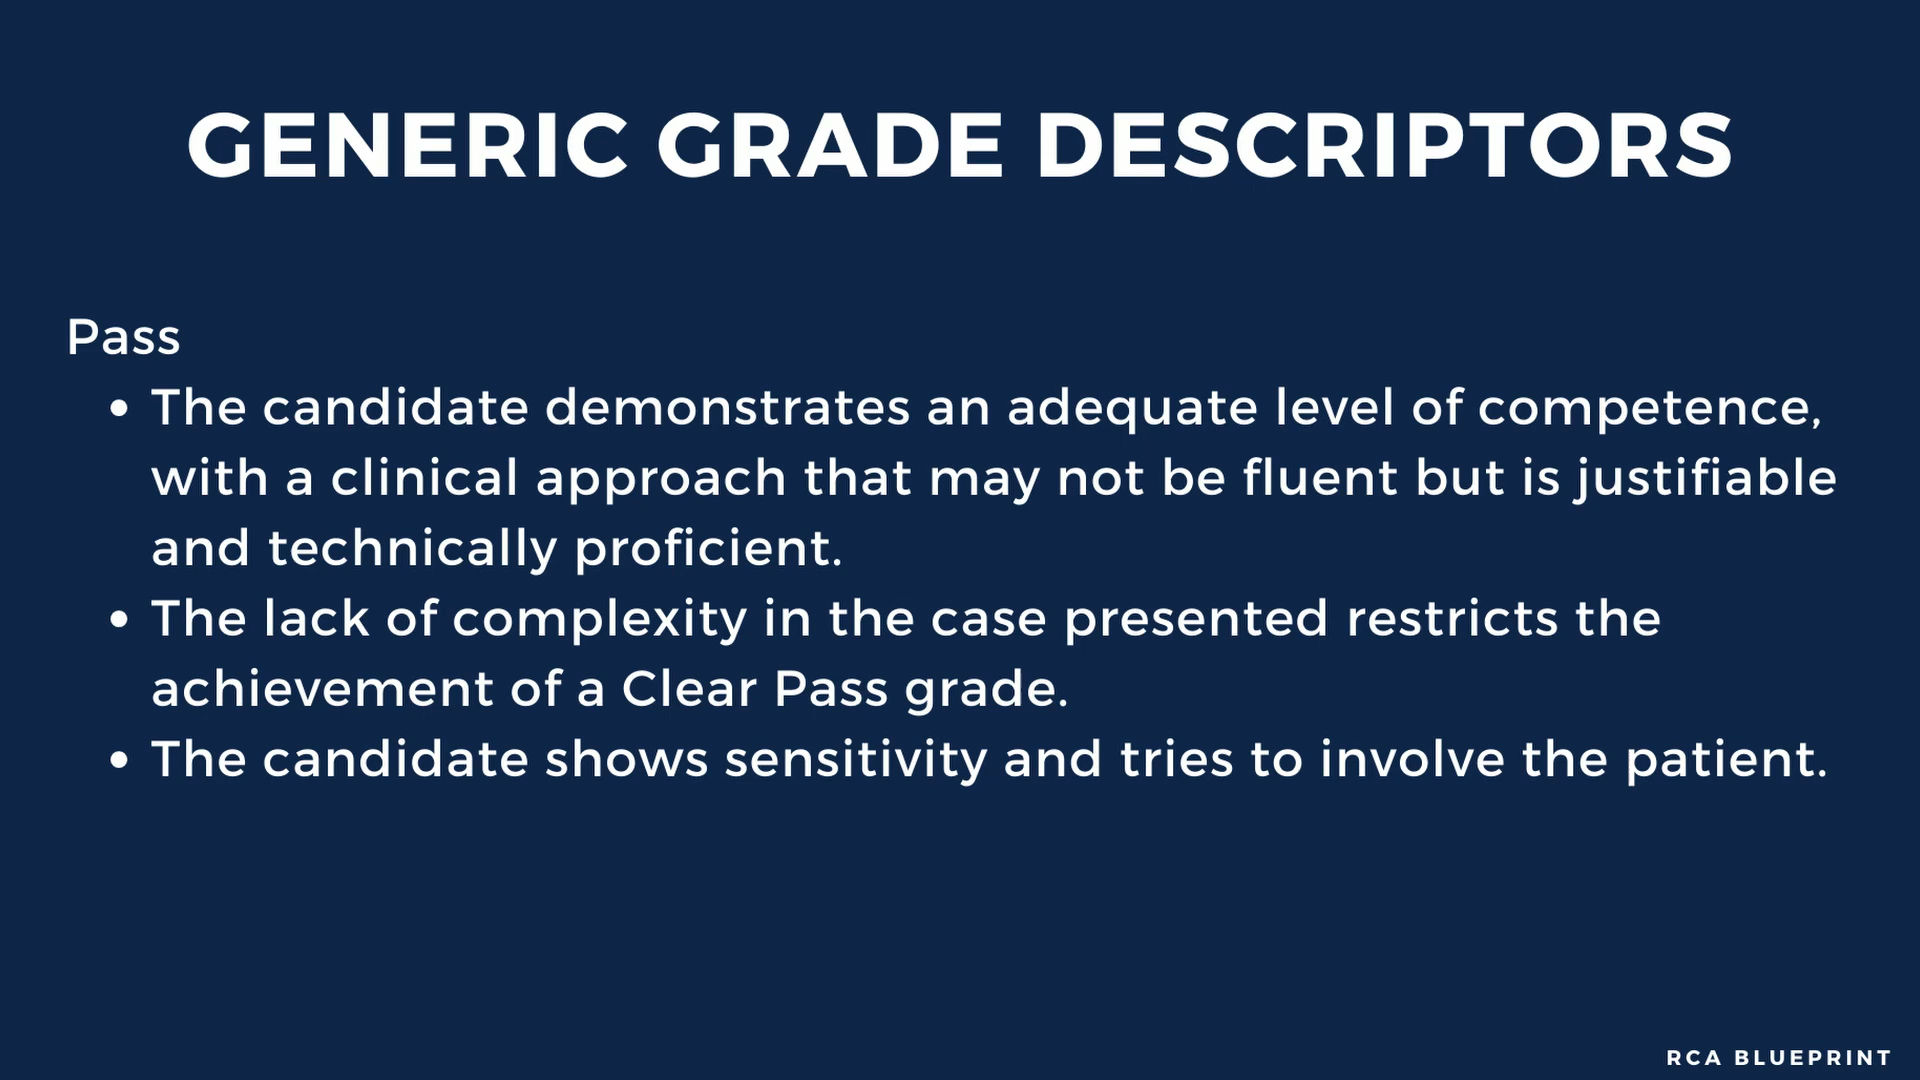 GENERIC GRADE DESCRIPTORS
Pass
• The candidate demonstrates an adequate level of competence,
with a clinical approach that may not be fluent but is justifiable
and technically proficient.
• The lack of complexity in the case presented restricts the
achievement of a Clear Pass grade.
• The candidate shows sensitivity and tries to involve the patient.
RCA BLUEPRINT